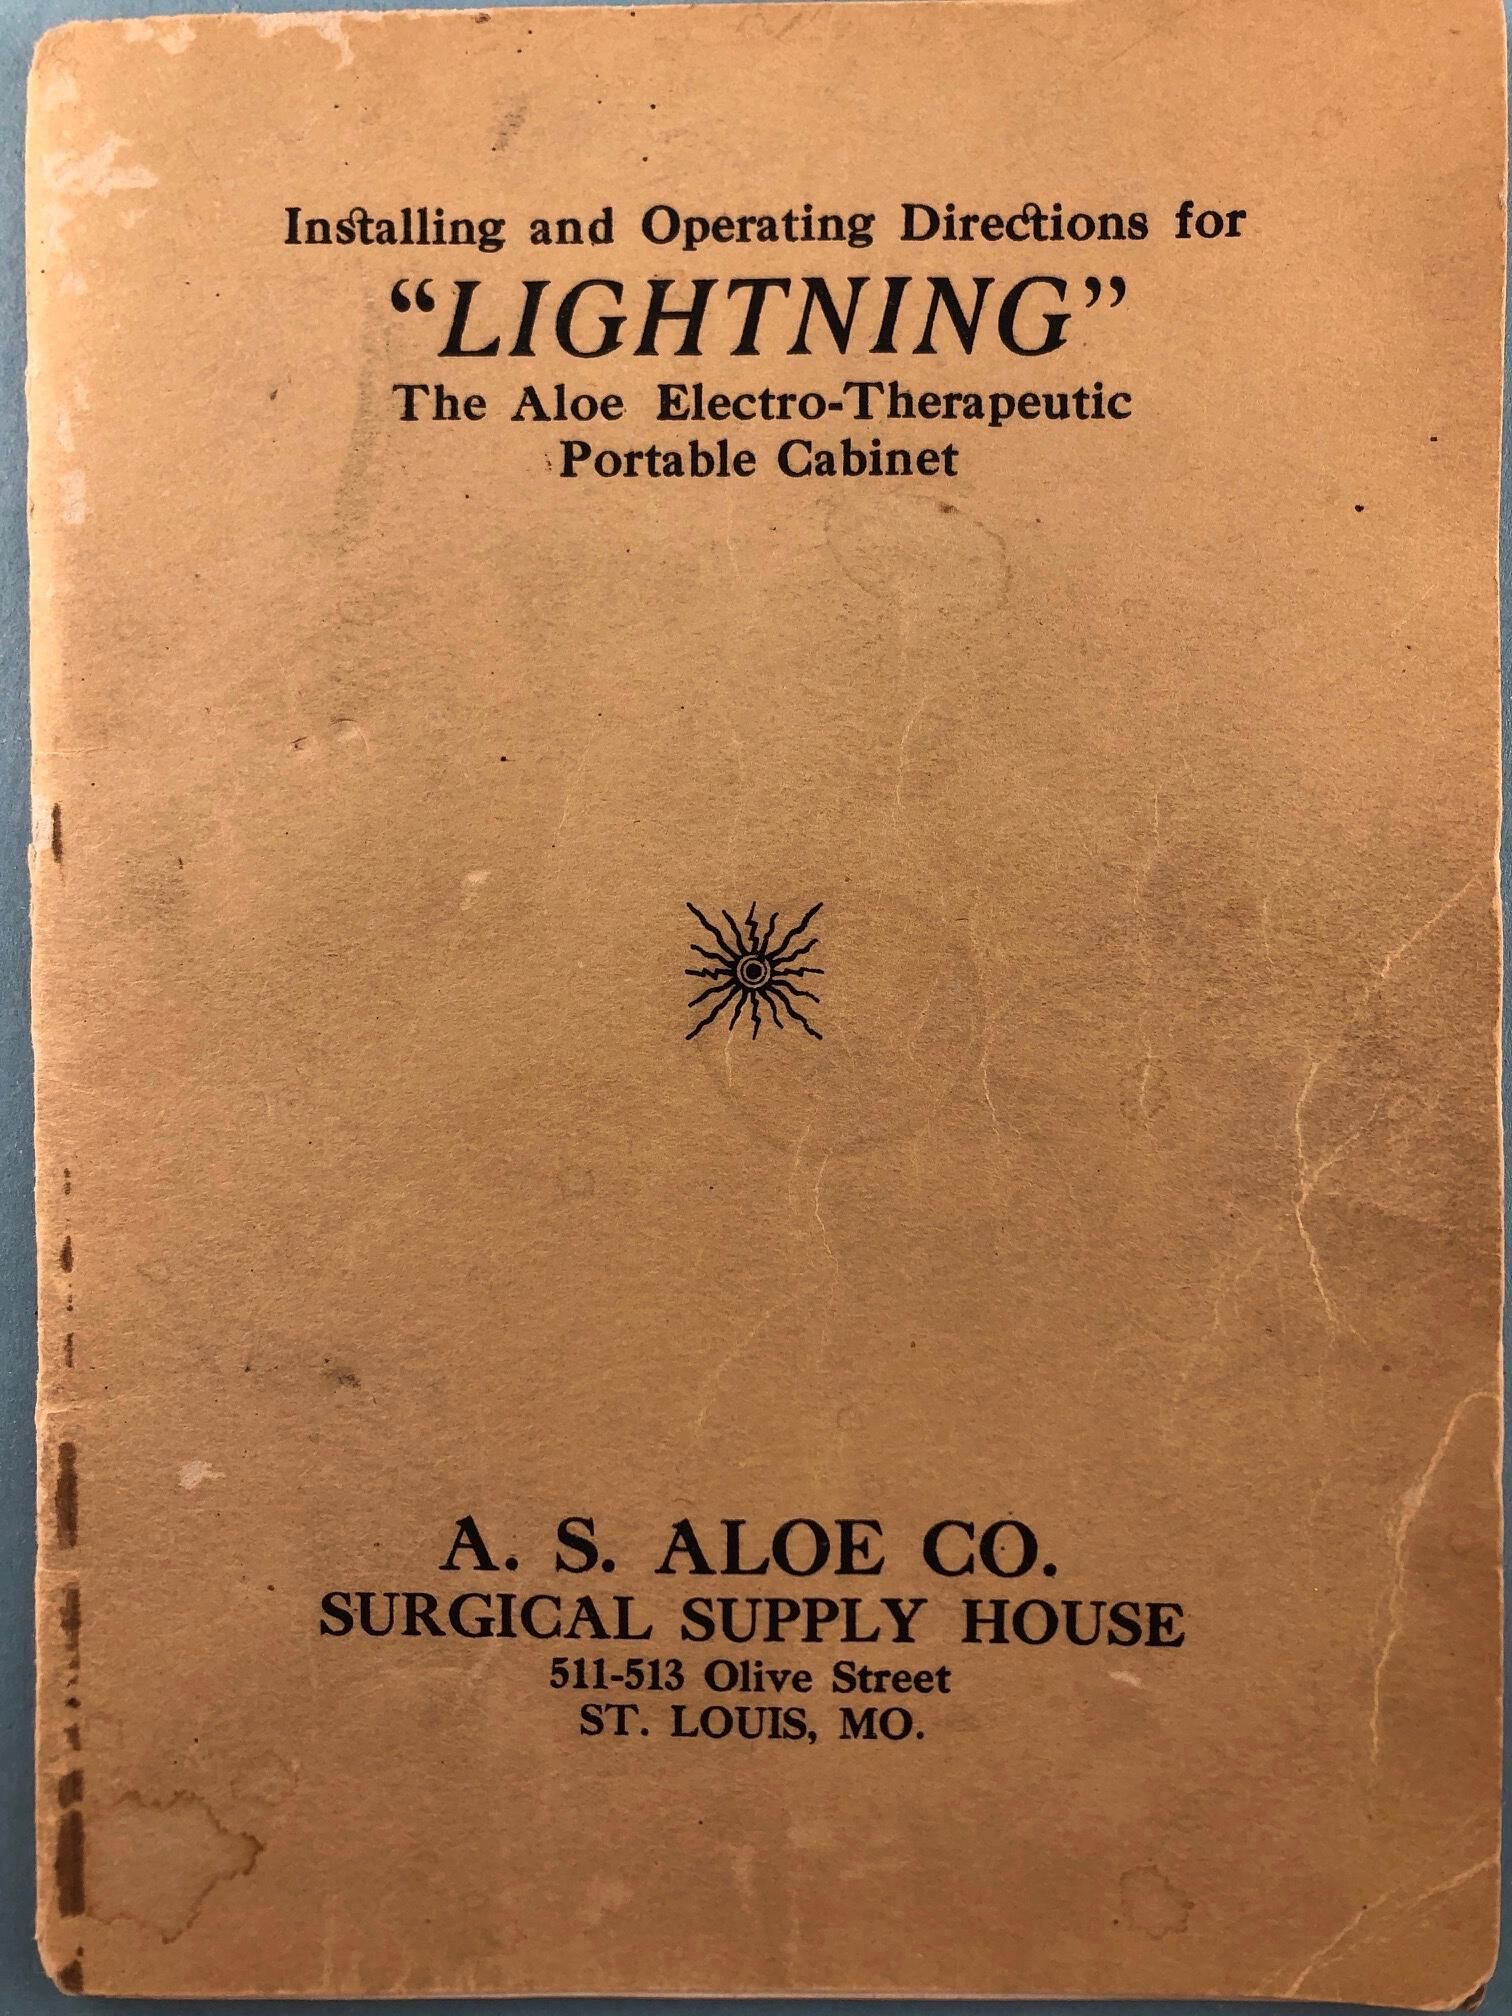 Installing and Operating Directions for
“LIGHTNING”
The Aloe Electro-Therapeutic
Portable Cabinet
A. S. ALOE CO.
SURGICAL SUPPLY HOUSE
511-513 Olive Street
ST. LOUIS, MO.